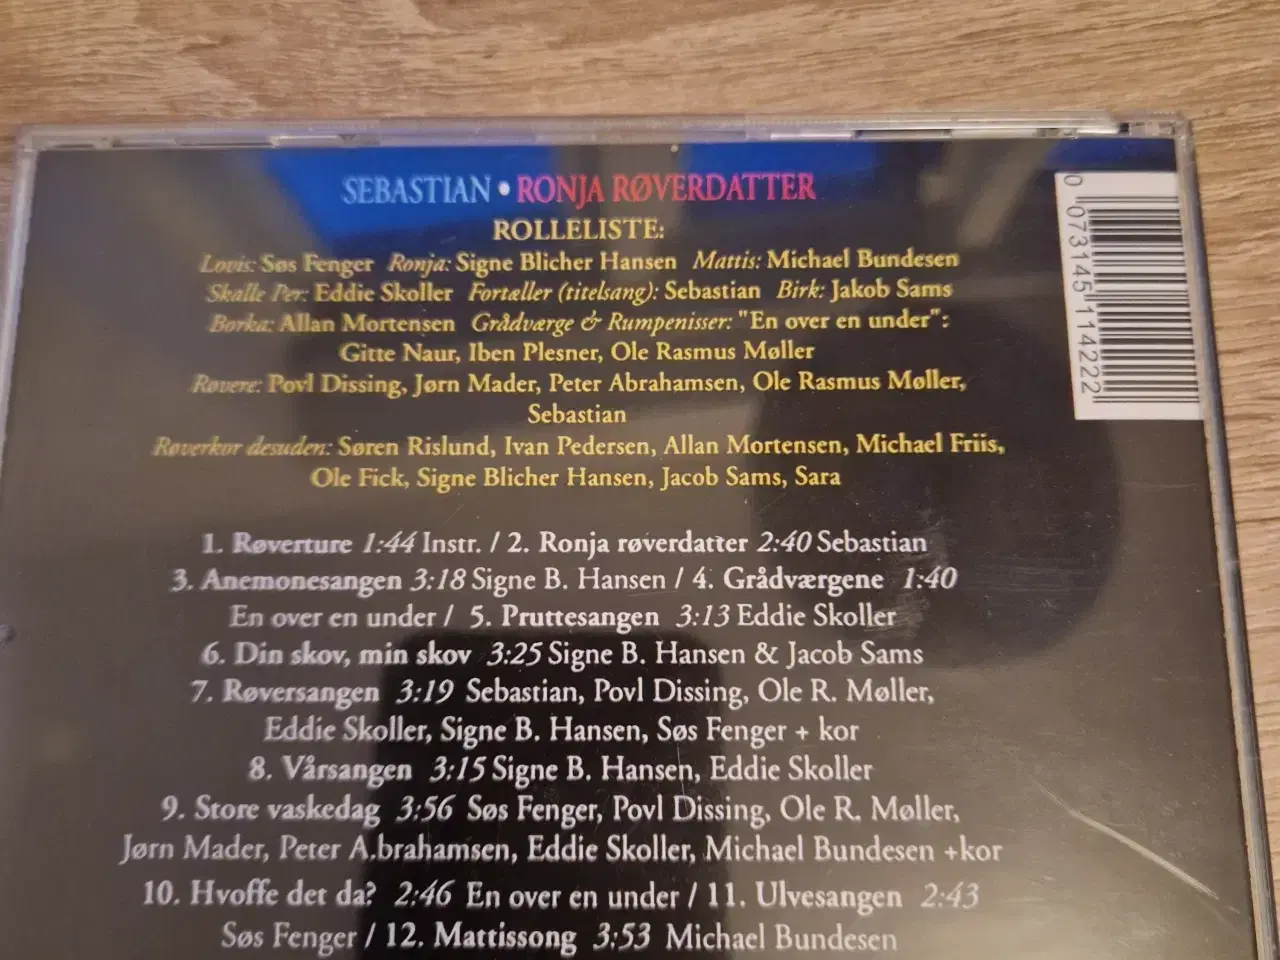 SEBASTIAN • RONJA RØVERDATTER
ROLLELISTE:
Lovis: Søs Fenger Ronja: Signe Blicher Hansen Mattis: Michael Bundesen
Skalle Per: Eddie Skoller Fortæller (titelsang): Sebastian Birk: Jakob Sams
Borka: Allan Mortensen Grådværge & Rumpenisser: "En over en under":
Gitte Naur, Iben Plesner, Ole Rasmus Møller
Røvere: Povl Dissing, Jørn Mader, Peter Abrahamsen, Ole Rasmus Møller,
Sebastian
Røverkor desuden: Søren Rislund, Ivan Pedersen, Allan Mortensen, Michael Friis,
Ole Fick, Signe Blicher Hansen, Jacob Sams, Sara
1. Røverture 1:44 Instr. / 2. Ronja røverdatter 2:40 Sebastian
3. Anemonesangen 3:18 Signe B. Hansen / 4. Grådværgene 1:40
En over en under / 5. Pruttesangen 3:13 Eddie Skoller
6. Din skov, min skov 3:25 Signe B. Hansen & Jacob Sams
7. Røversangen 3:19 Sebastian, Povl Dissing, Ole R. Møller,
Eddie Skoller, Signe B. Hansen, Søs Fenger + kor
8. Vårsangen 3:15 Signe B. Hansen, Eddie Skoller
9. Store vaskedag 3:56 Søs Fenger, Povl Dissing, Ole R. Møller,
Jørn Mader, Peter A.brahamsen, Eddie Skoller, Michael Bundesen +kor
10. Hvoffe det da? 2:46 En over en under / 11. Ulvesangen 2:43
Søs Fenger / 12. Mattissong 3:53 Michael Bundesen
0 073145 114222